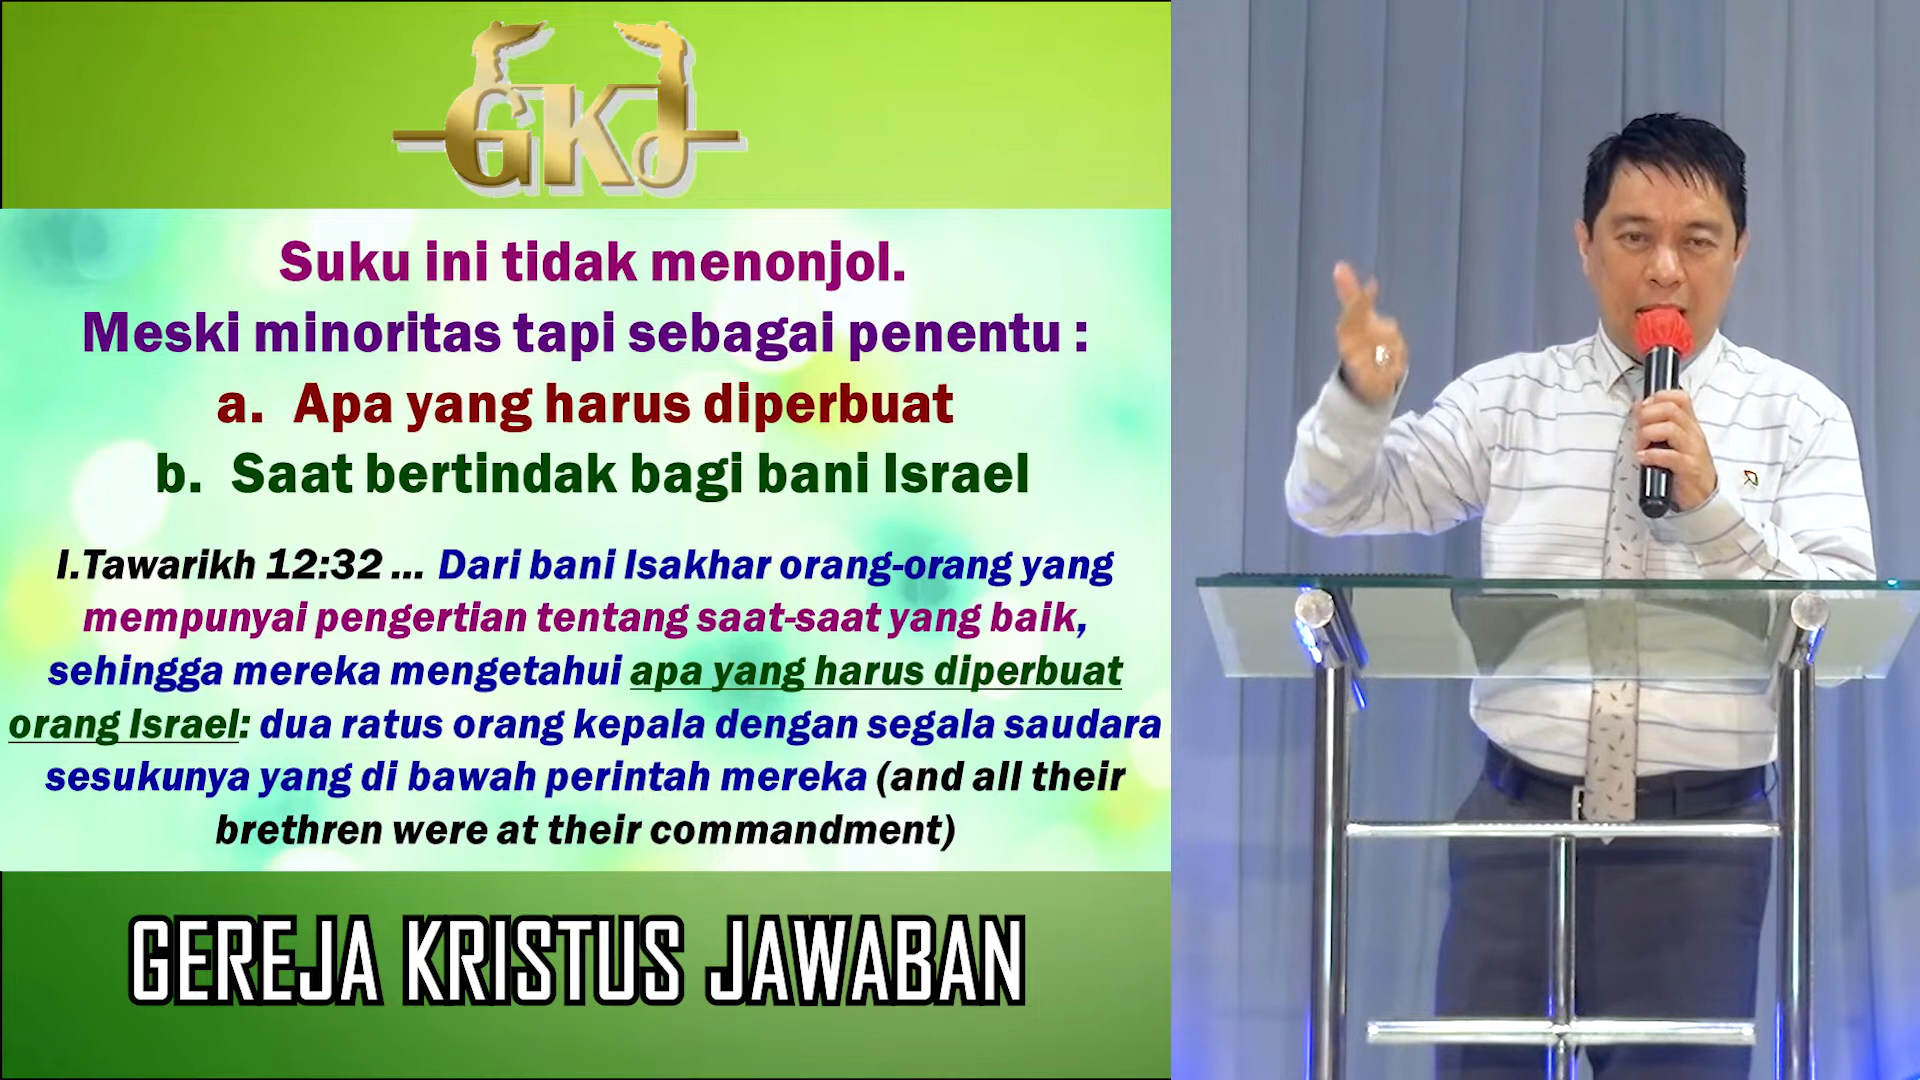 GKJ
Suku ini tidak menonjol.
Meski minoritas tapi sebagai penentu :
a. Apa yang harus diperbuat
b. Saat bertindak bagi bani Israel
I.Tawarikh 12:32 ... Dari bani Isakhar orang-orang yang
mempunyai pengertian tentang saat-saat yang baik,
sehingga mereka mengetahui apa yang harus diperbuat
orang Israel: dua ratus orang kepala dengan segala saudara
sesukunya yang di bawah perintah mereka (and all their
brethren were at their commandment)
GEREJA KRISTUS JAWABAN